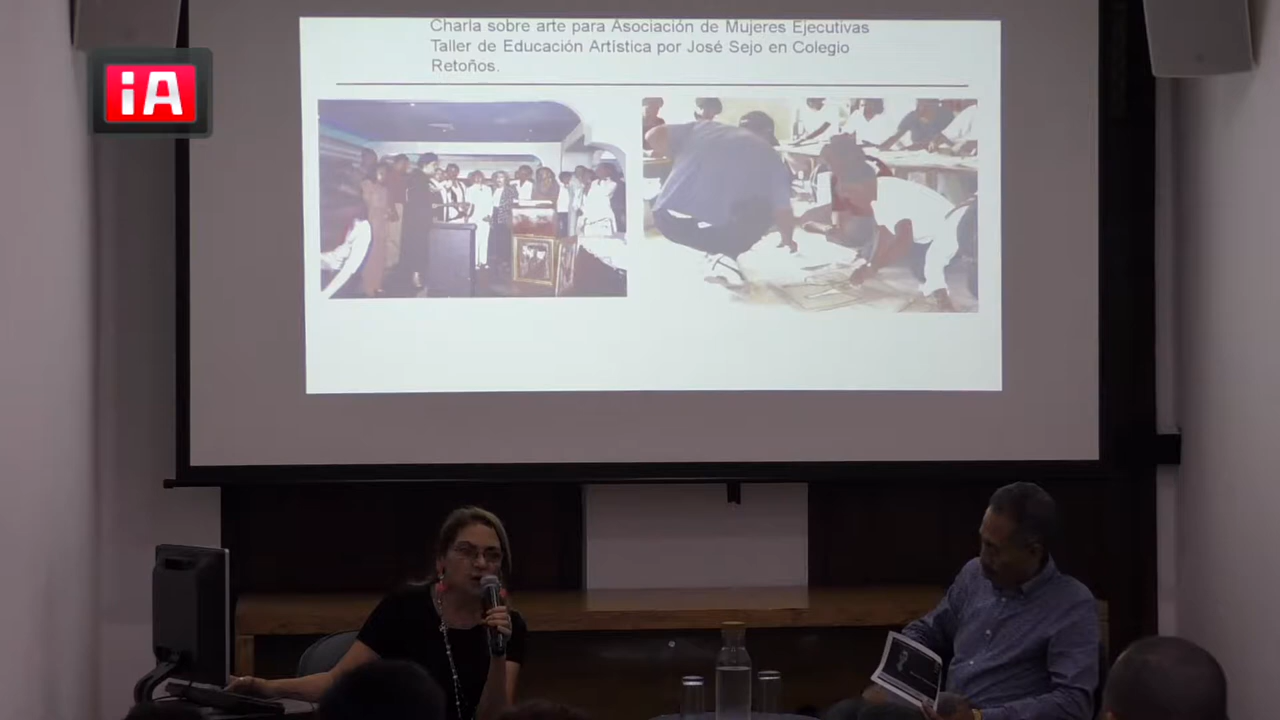 Charla sobre arte para Asociación de Mujeres Ejecutivas
Taller de Educación Artística por José Sejo en Colegio
Retoños.
iA